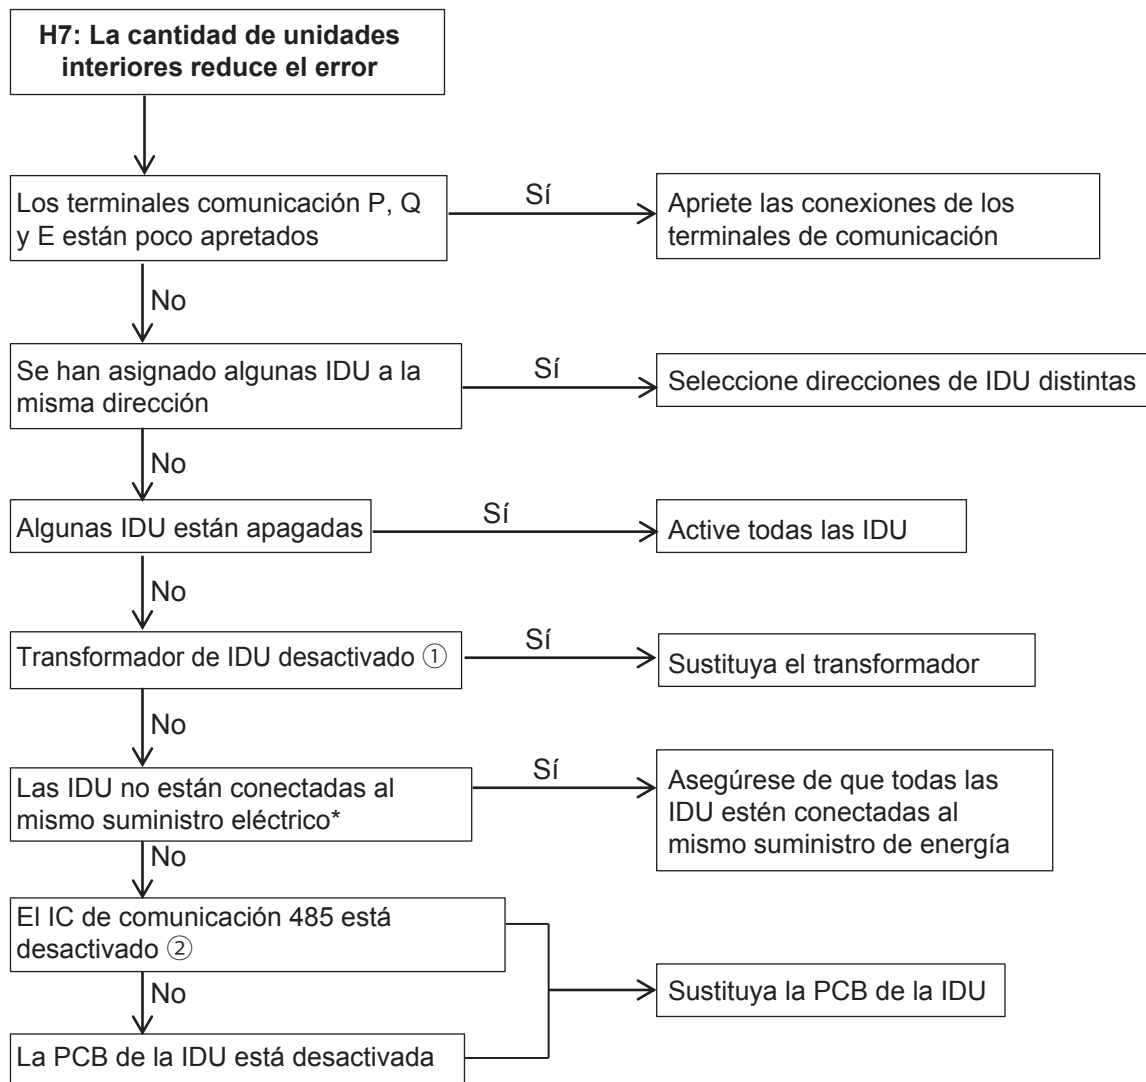 H7: La cantidad de unidades
interiores reduce el error
Los terminales comunicación P, Q
y E están poco apretados
Sí
Apriete las conexiones de los
terminales de comunicación
No
Se han asignado algunas IDU a la
misma dirección
Sí
Seleccione direcciones de IDU distintas
No
Algunas IDU están apagadas
Sí
Active todas las IDU
No
Transformador de IDU desactivado ①
Sí
Sustituya el transformador
No
Las IDU no están conectadas al
mismo suministro eléctrico*
Sí
Asegúrese de que todas las
IDU estén conectadas al
mismo suministro de energía
No
El IC de comunicación 485 está
desactivado ②
Sustituya la PCB de la IDU
No
La PCB de la IDU está desactivada